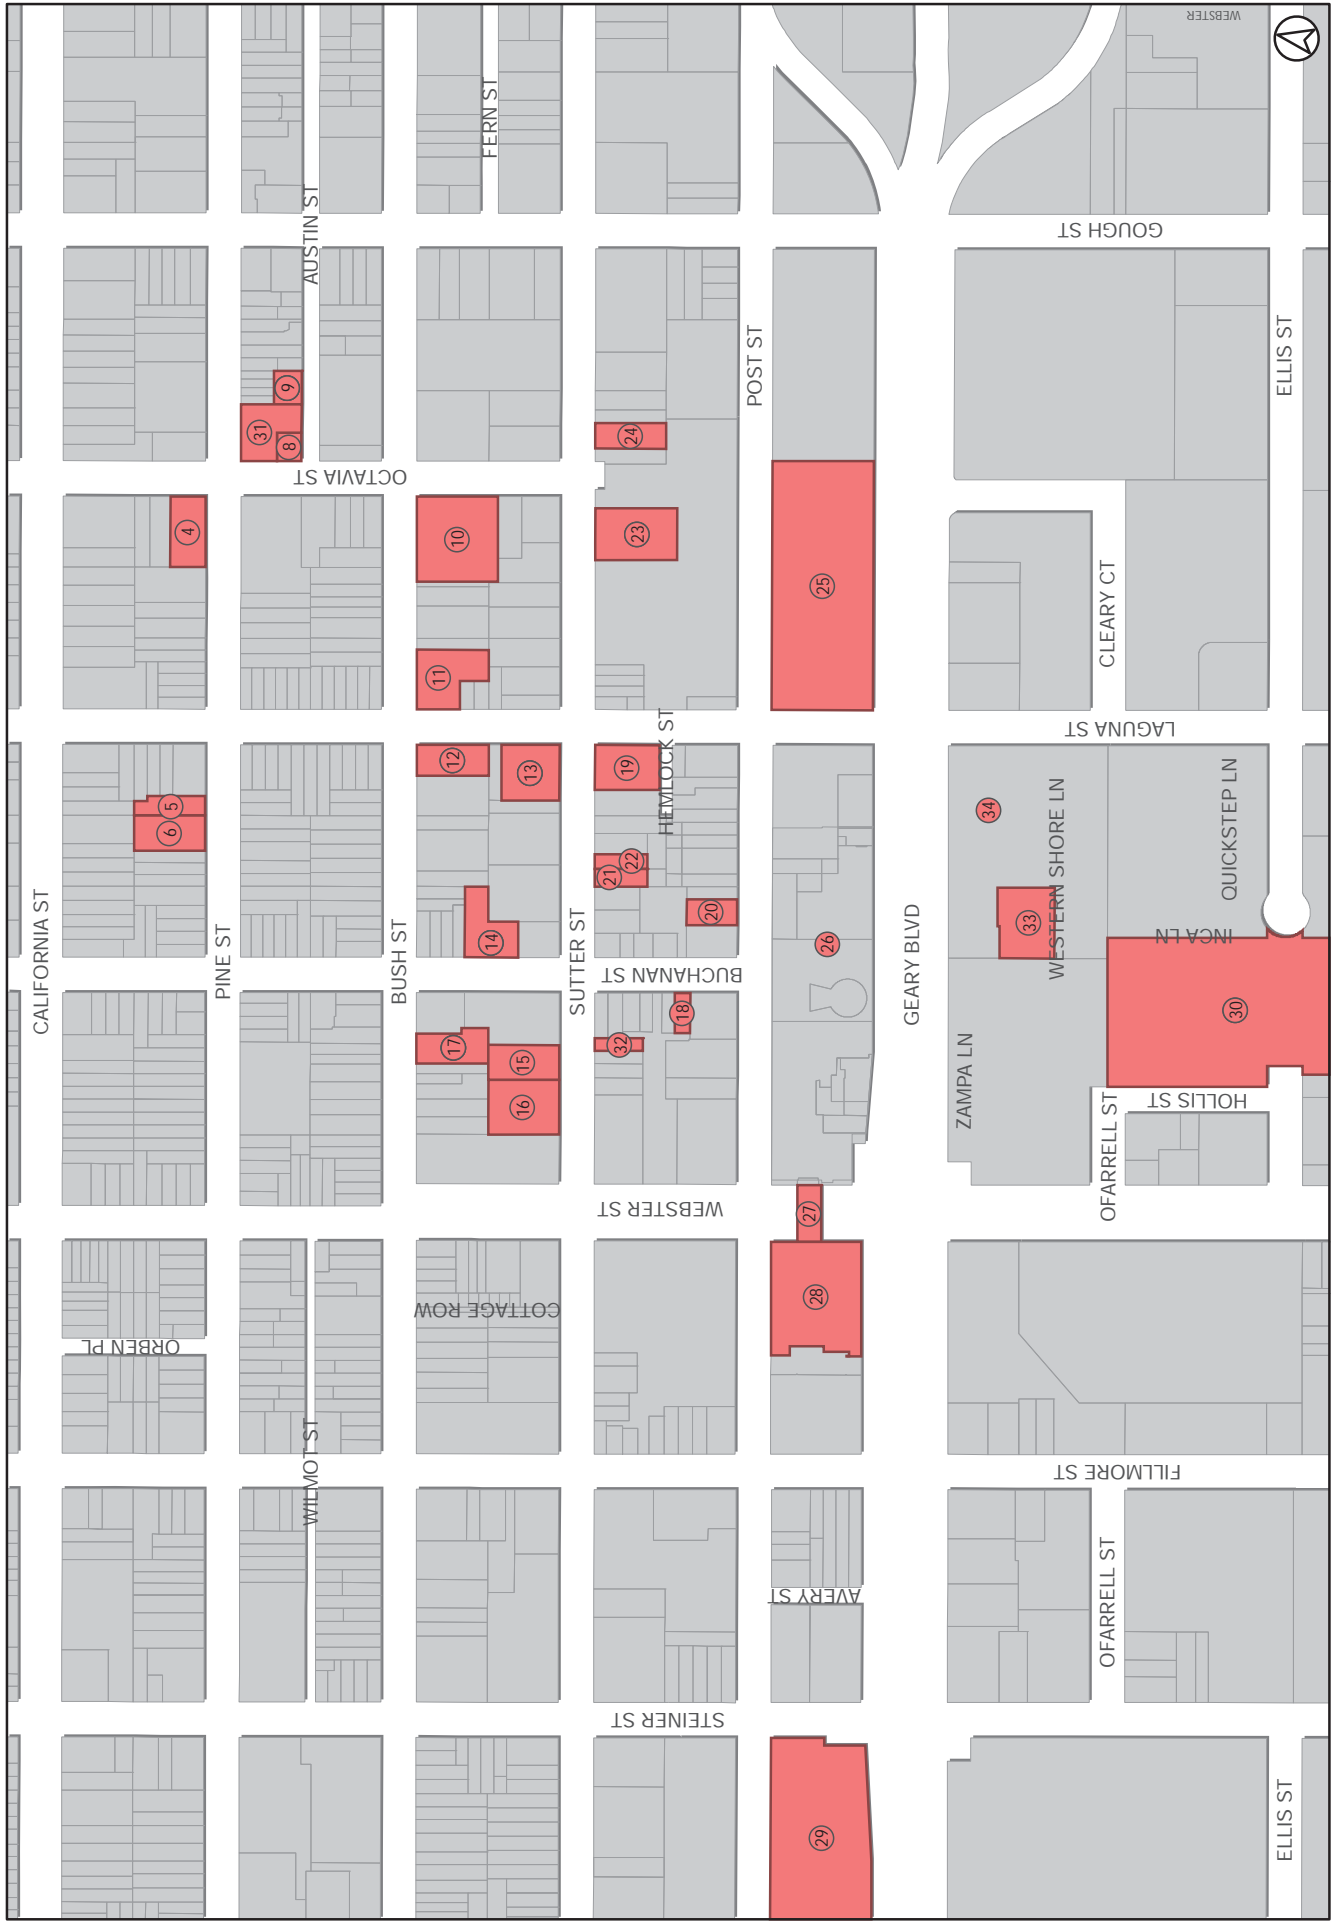 WEBSTER
FERN ST
AUSTIN ST
GOUGH ST
POST ST
ELLIS ST
9
31
8
24
OCTAVIA ST
4
10
23
25
CLEARY CT
11
LAGUNA ST
HEMLOCK ST
12
13
19
5
6
34
WESTERN SHORE LN
QUICKSTEP LN
22
21
20
33
CALIFORNIA ST
PINE ST
BUSH ST
14
SUTTER ST
26
GEARY BLVD
INCA LN
BUCHANAN ST
30
18
32
17
15
16
ZAMPA LN
HOLLIS ST
OFARRELL ST
WEBSTER ST
27
28
COTTAGE ROW
ORBEN PL
WILMOT ST
FILLMORE ST
AVERY ST
OFARRELL ST
STEINER ST
29
ELLIS ST